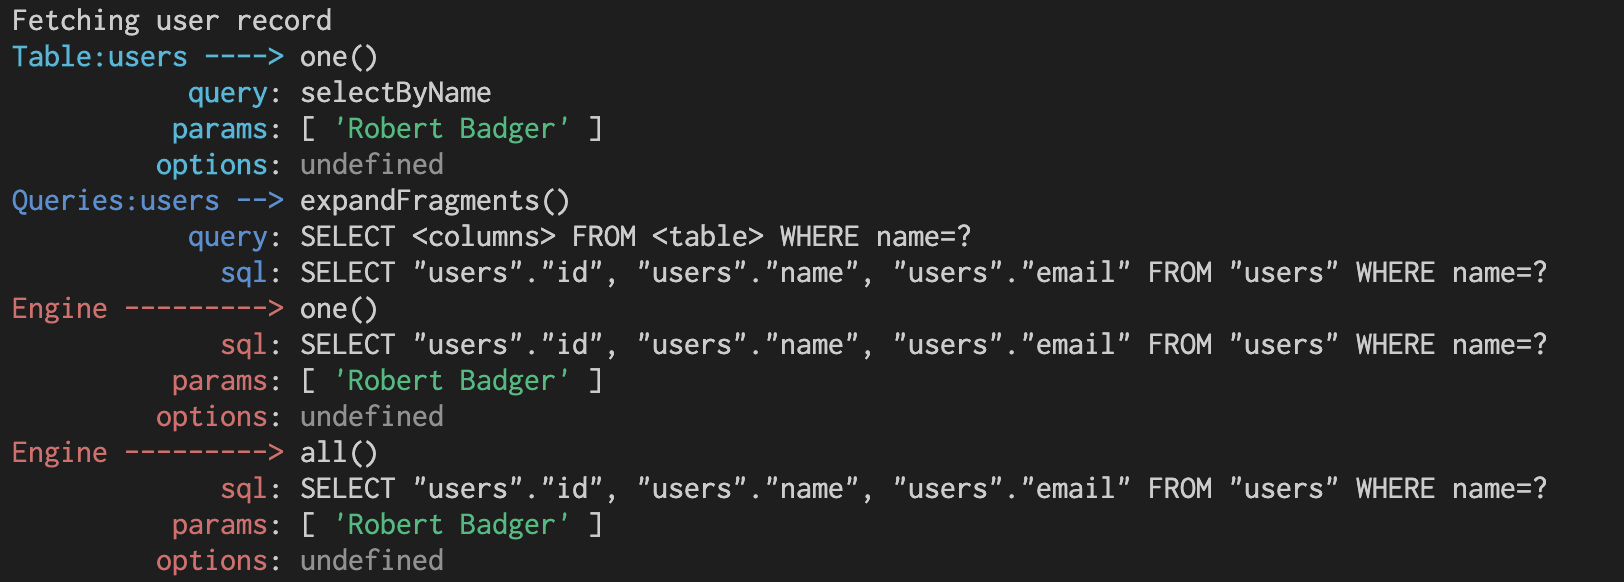 Fetching user record
Table:users ----> one()
query: selectByName
params: [ 'Robert Badger' ]
options: undefined
Queries:users --> expandFragments()
query: SELECT <columns> FROM <table> WHERE name=?
sql: SELECT "users"."id", "users"."name", "users"."email" FROM "users" WHERE name=?
Engine ---------> one()
sql: SELECT "users"."id", "users"."name", "users"."email" FROM "users" WHERE name=?
params: [ 'Robert Badger' ]
options: undefined
Engine ---------> all()
sql: SELECT "users"."id", "users"."name", "users"."email" FROM "users" WHERE name=?
params: [ 'Robert Badger' ]
options: undefined